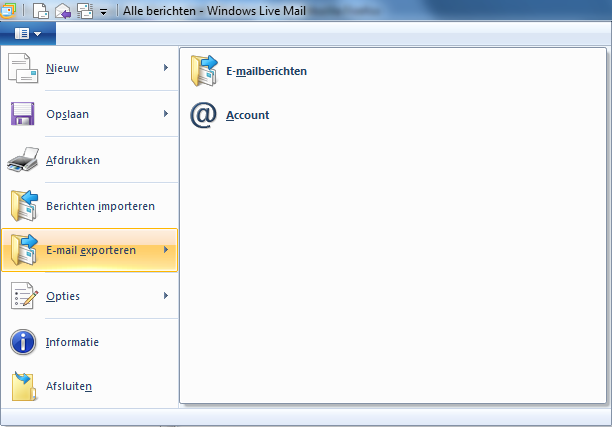 Alle berichten - Windows Live Mail
Nieuw
Opslaan
Afdrukken
Berichten importeren
E-mail exporteren
Opties
Informatie
Afsluiten
E-mailberichten
@ Account